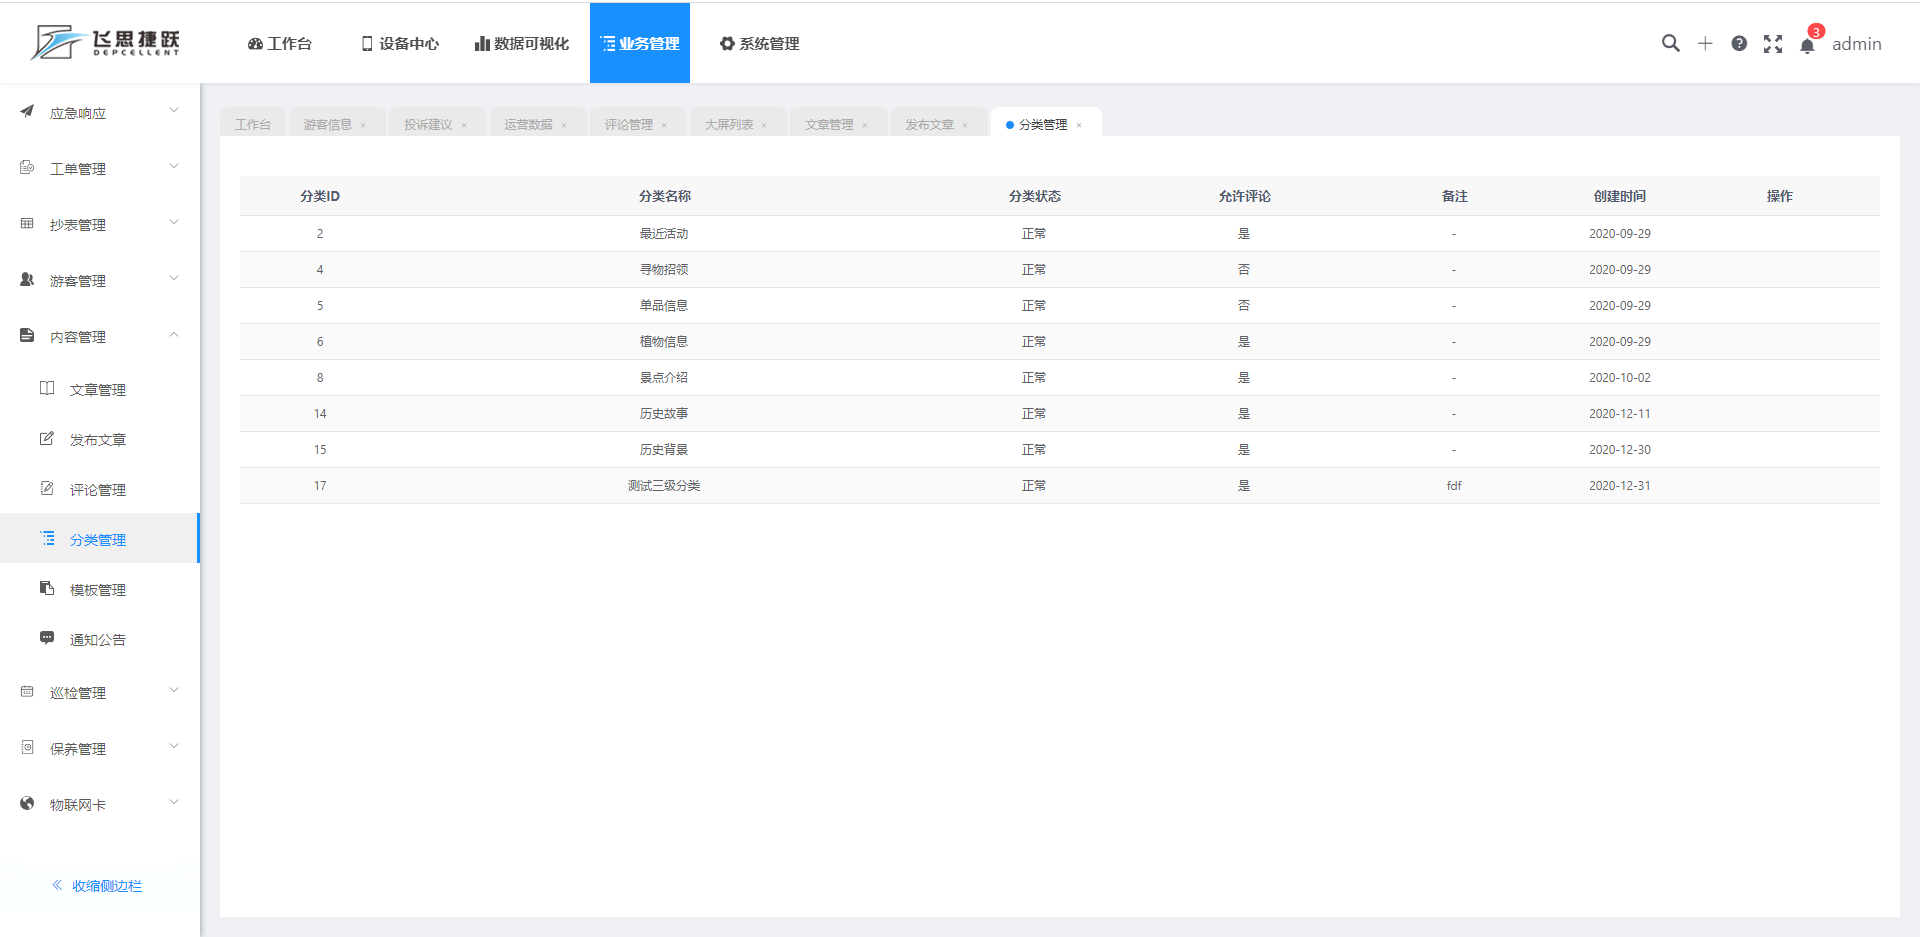 飞思捷跃
DEPCELLENT
工作台
设备中心
数据可视化
业务管理
系统管理
3
admin
应急响应
工单管理
抄表管理
游客管理
内容管理
文章管理
发布文章
评论管理
分类管理
模板管理
通知公告
巡检管理
保养管理
物联网卡
收缩侧边栏
工作台 游客信息 × 投诉建议 × 运营数据 × 评论管理 × 大屏列表 × 文章管理 × 发布文章 × 分类管理 ×
分类ID 分类名称 分类状态 允许评论 备注 创建时间 操作
2 最近活动 正常 是 - 2020-09-29
4 寻物招领 正常 否 - 2020-09-29
5 单品信息 正常 否 - 2020-09-29
6 植物信息 正常 是 - 2020-09-29
8 景点介绍 正常 是 - 2020-10-02
14 历史故事 正常 是 - 2020-12-11
15 历史背景 正常 是 - 2020-12-30
17 测试三级分类 正常 是 fdf 2020-12-31